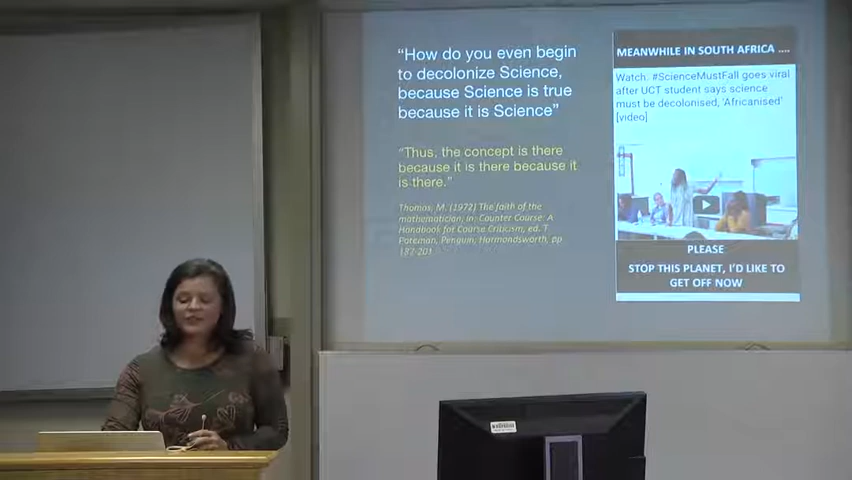 “How do you even begin
to decolonize Science,
because Science is true
because it is Science”
“Thus, the concept is there
because it is there because it
is there.”
Thomas, M. (1972) The faith of the
mathematician, in: Counter Course: A
Handbook for Course Criticism, ed. T.
Pateman, Penguin, Harmondsworth, pp
187-201
MEANWHILE IN SOUTH AFRICA ....
Watch: #ScienceMustFall goes viral
after UCT student says science
must be decolonised, ‘Africanised’
[video]
PLEASE
STOP THIS PLANET, I’D LIKE TO
GET OFF NOW